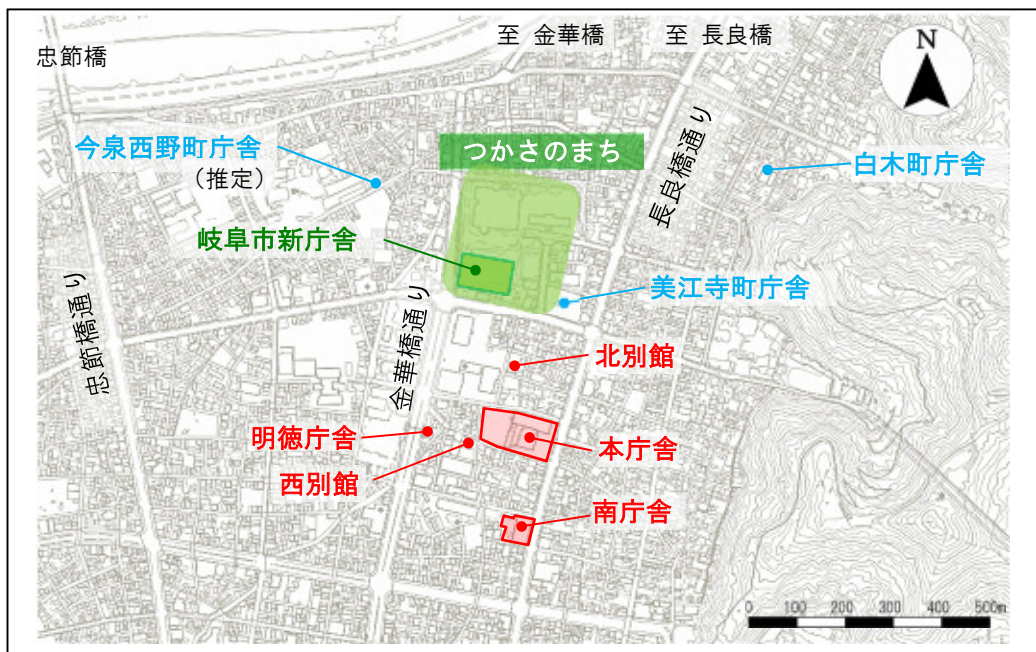 忠節橋
至 金華橋
至 長良橋
N
今泉西野町庁舎
（推定）
つかさのまち
長良橋通り
白木町庁舎
岐阜市新庁舎
美江寺町庁舎
忠節橋通り
金華橋通り
北別館
明徳庁舎
本庁舎
西別館
南庁舎
0 100 200 300 400 500m